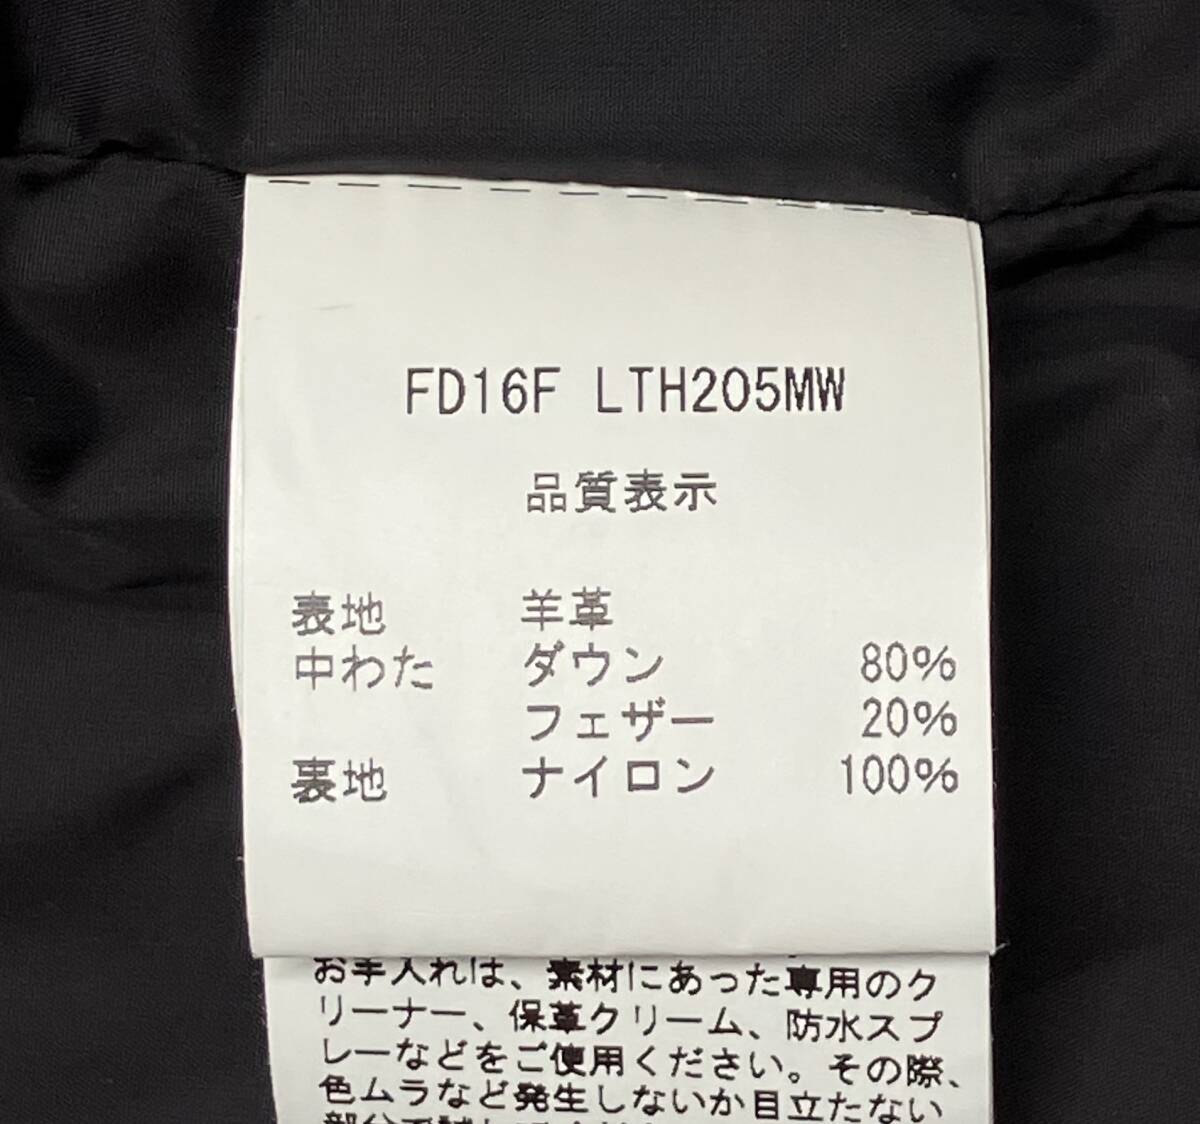 FD16F LTH205MW
品質表示
表地 羊革
中わた ダウン 80%
フェザー 20%
裏地 ナイロン 100%
お手入れは、素材にあった専用のク
リーナー、保革クリーム、防水スプ
レーなどをご使用ください。その際、
色ムラなど発生しないか目立たない